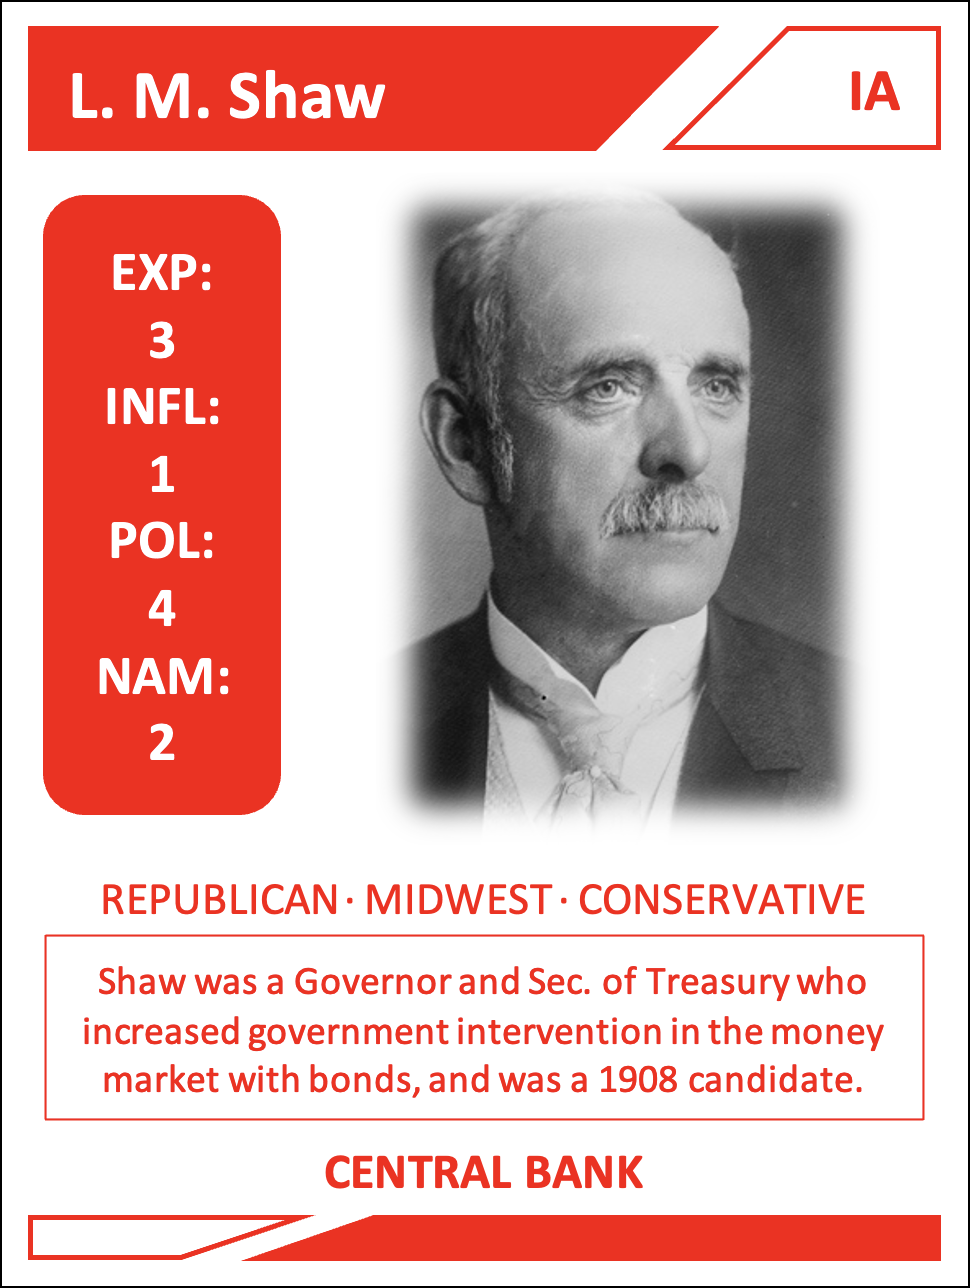 L. M. Shaw
IA
EXP:
3
INFL:
1
POL:
4
NAM:
2
REPUBLICAN · MIDWEST · CONSERVATIVE
Shaw was a Governor and Sec. of Treasury who
increased government intervention in the money
market with bonds, and was a 1908 candidate.
CENTRAL BANK